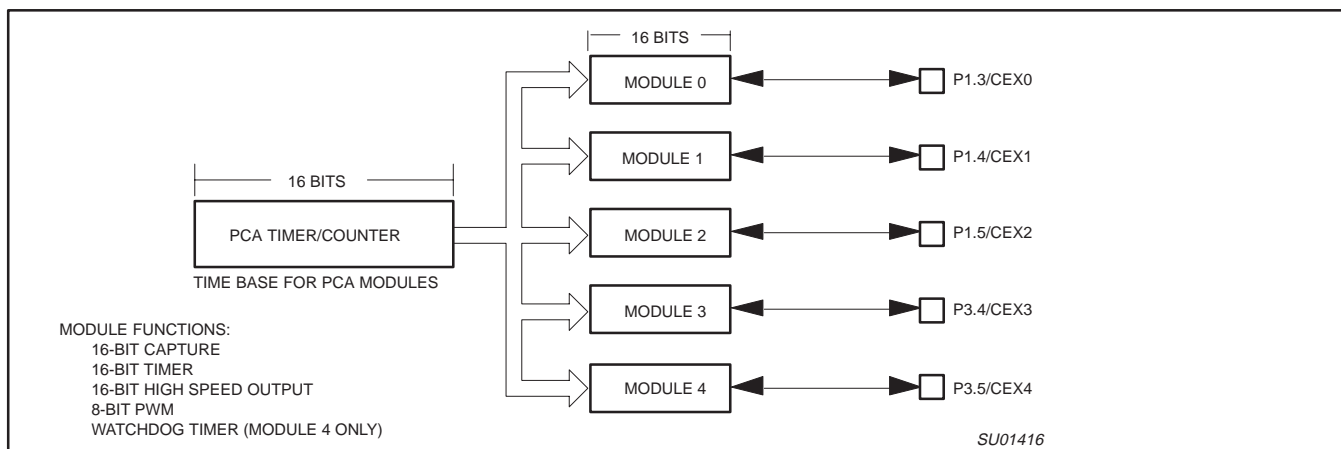 16 BITS
MODULE 0
P1.3/CEX0
MODULE 1
P1.4/CEX1
16 BITS
PCA TIMER/COUNTER
MODULE 2
P1.5/CEX2
TIME BASE FOR PCA MODULES
MODULE 3
P3.4/CEX3
MODULE FUNCTIONS:
16-BIT CAPTURE
16-BIT TIMER
16-BIT HIGH SPEED OUTPUT
8-BIT PWM
WATCHDOG TIMER (MODULE 4 ONLY)
MODULE 4
P3.5/CEX4
SU01416